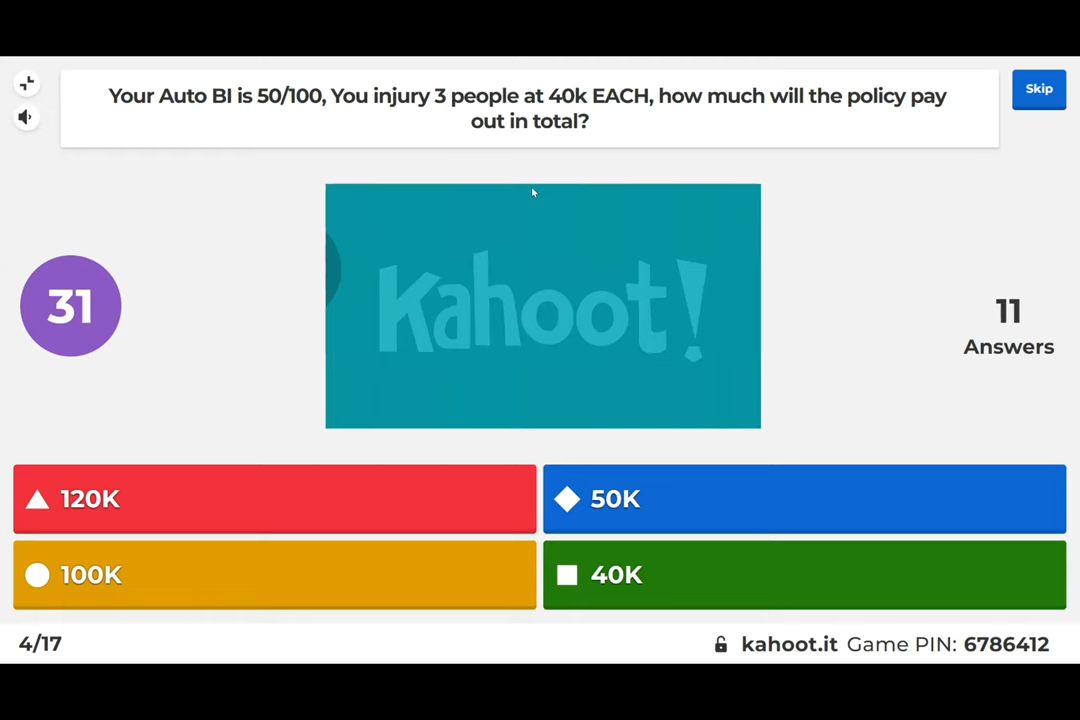 Your Auto BI is 50/100, You injury 3 people at 40k EACH, how much will the policy pay
out in total?
Skip
Kahoot!
31
11
Answers
120K
50K
100K
40K
4/17
kahoot.it Game PIN: 6786412